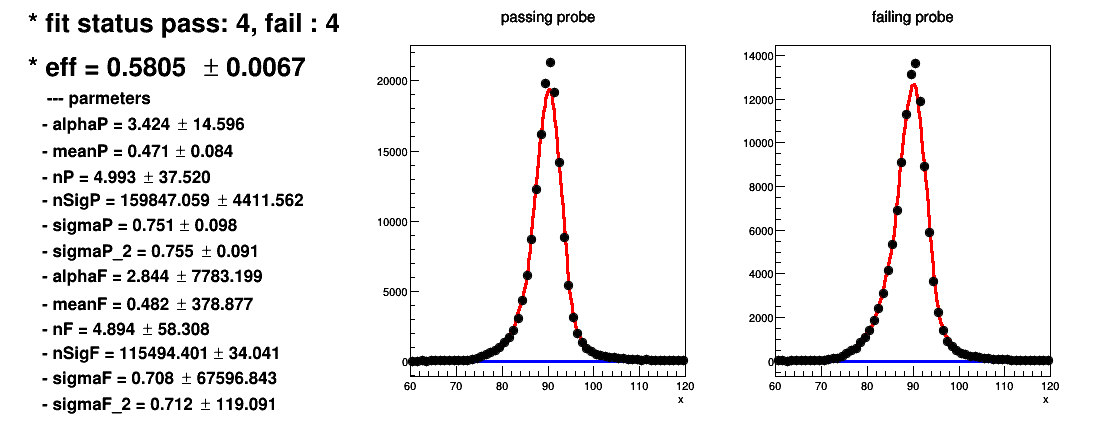 * fit status pass: 4, fail : 4
* eff = 0.5805 ± 0.0067
--- parmeters
- alphaP = 3.424 ± 14.596
- meanP = 0.471 ± 0.084
- nP = 4.993 ± 37.520
- nSigP = 159847.059 ± 4411.562
- sigmaP = 0.751 ± 0.098
- sigmaP_2 = 0.755 ± 0.091
- alphaF = 2.844 ± 7783.199
- meanF = 0.482 ± 378.877
- nF = 4.894 ± 58.308
- nSigF = 115494.401 ± 34.041
- sigmaF = 0.708 ± 67596.843
- sigmaF_2 = 0.712 ± 119.091
passing probe
20000
15000
10000
5000
0
60 70 80 90 100 110 120
x
failing probe
14000
12000
10000
8000
6000
4000
2000
0
60 70 80 90 100 110 120
x